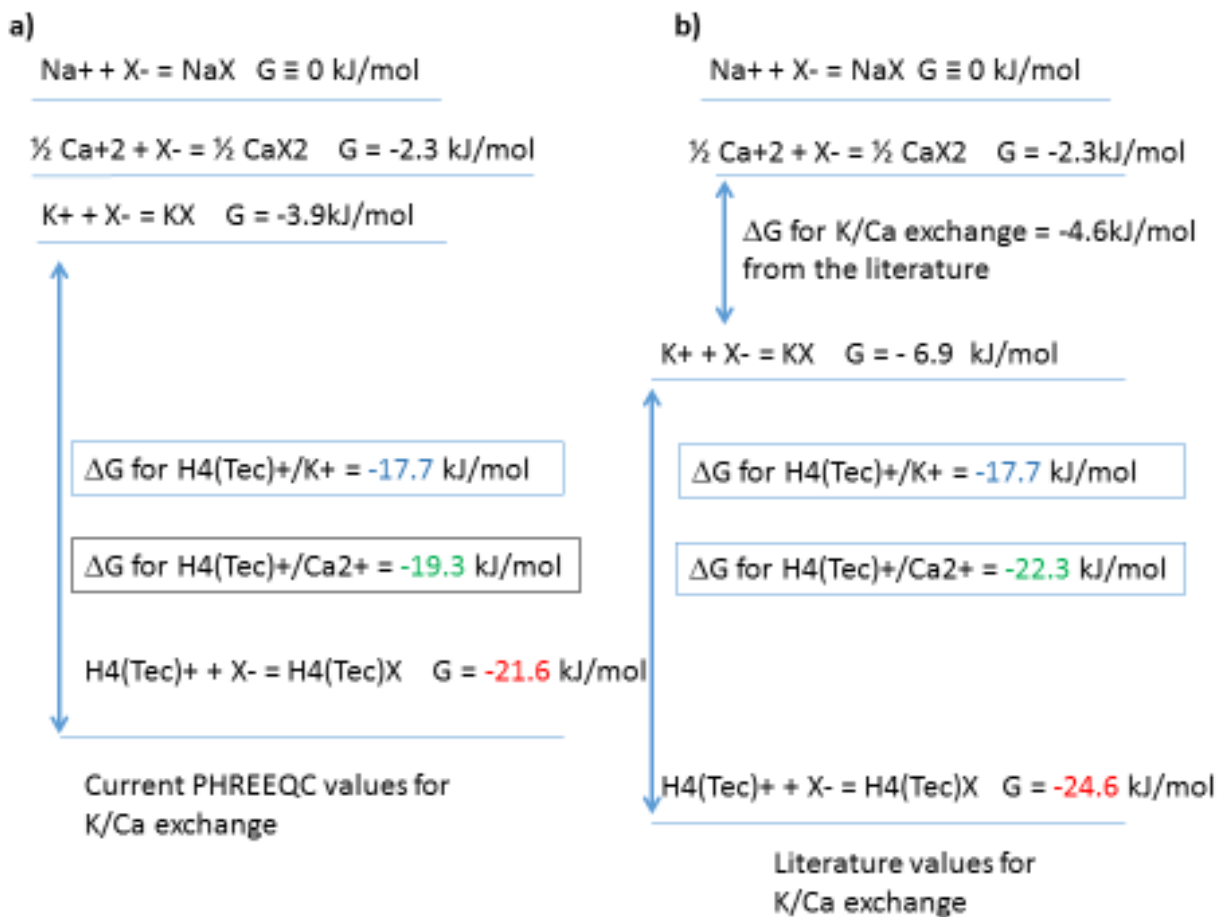 a)
Na++ X- = NaX G ≡ 0 kJ/mol
½ Ca+2 + X- = ½ CaX2 G = -2.3 kJ/mol
K+ + X- = KX G = -3.9kJ/mol
ΔG for H4(Tec)+/K+ = -17.7 kJ/mol
ΔG for H4(Tec)+/Ca2+ = -19.3 kJ/mol
H4(Tec)+ + X- = H4(Tec)X G = -21.6 kJ/mol
Current PHREEQC values for
K/Ca exchange
b)
Na++ X- = NaX G ≡ 0 kJ/mol
½ Ca+2 + X- = ½ CaX2 G = -2.3kJ/mol
ΔG for K/Ca exchange = -4.6kJ/mol
from the literature
K+ + X- = KX G = - 6.9 kJ/mol
ΔG for H4(Tec)+/K+ = -17.7 kJ/mol
ΔG for H4(Tec)+/Ca2+ = -22.3 kJ/mol
H4(Tec)+ + X- = H4(Tec)X G = -24.6 kJ/mol
Literature values for
K/Ca exchange